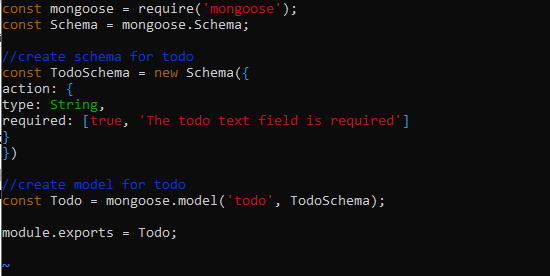 const mongoose = require('mongoose');
const Schema = mongoose.Schema;
//create schema for todo
const TodoSchema = new Schema({
action: {
type: String,
required: [true, 'The todo text field is required']
}
})
//create model for todo
const Todo = mongoose.model('todo', TodoSchema);
module.exports = Todo;
~